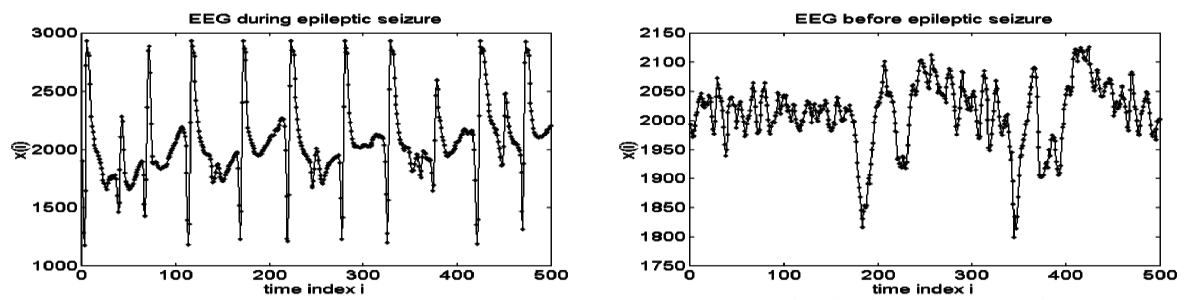 EEG during epileptic seizure
3000
2500
2000
1500
1000
x(i)
0 100 200 300 400 500
time index i
EEG before epileptic seizure
2150
2100
2050
2000
1950
1900
1850
1800
1750
x(i)
0 100 200 300 400 500
time index i